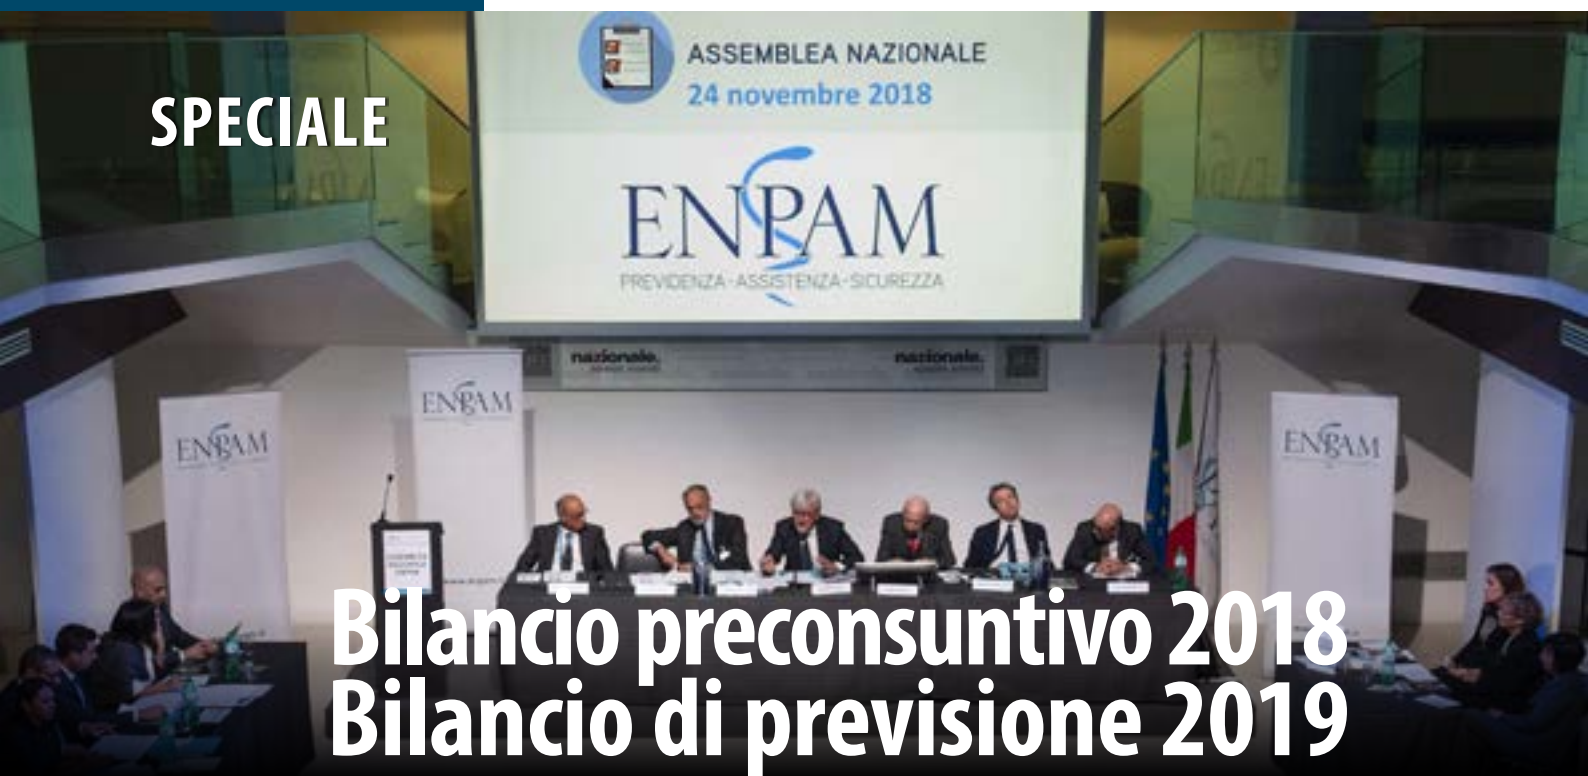 SPECIALE
ASSEMBLEA NAZIONALE
24 novembre 2018
ENPAM
PREVIDENZA - ASSISTENZA - SICUREZZA
nazionale.
nazionale.
ENPAM
ENPAM
ENPAM
Bilancio preconsuntivo 2018
Bilancio di previsione 2019